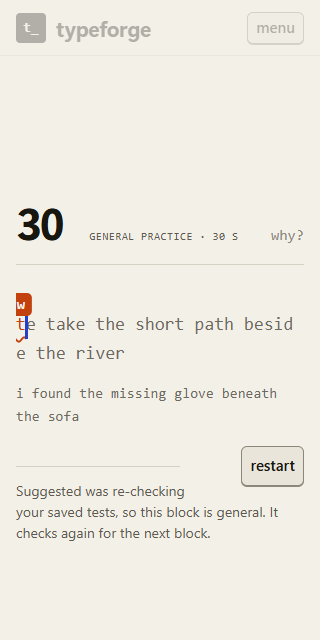 t_ typeforge menu
30 GENERAL PRACTICE · 30 S why?
w
te take the short path besid
e the river
i found the missing glove beneath
the sofa
restart
Suggested was re-checking
your saved tests, so this block is general. It
checks again for the next block.